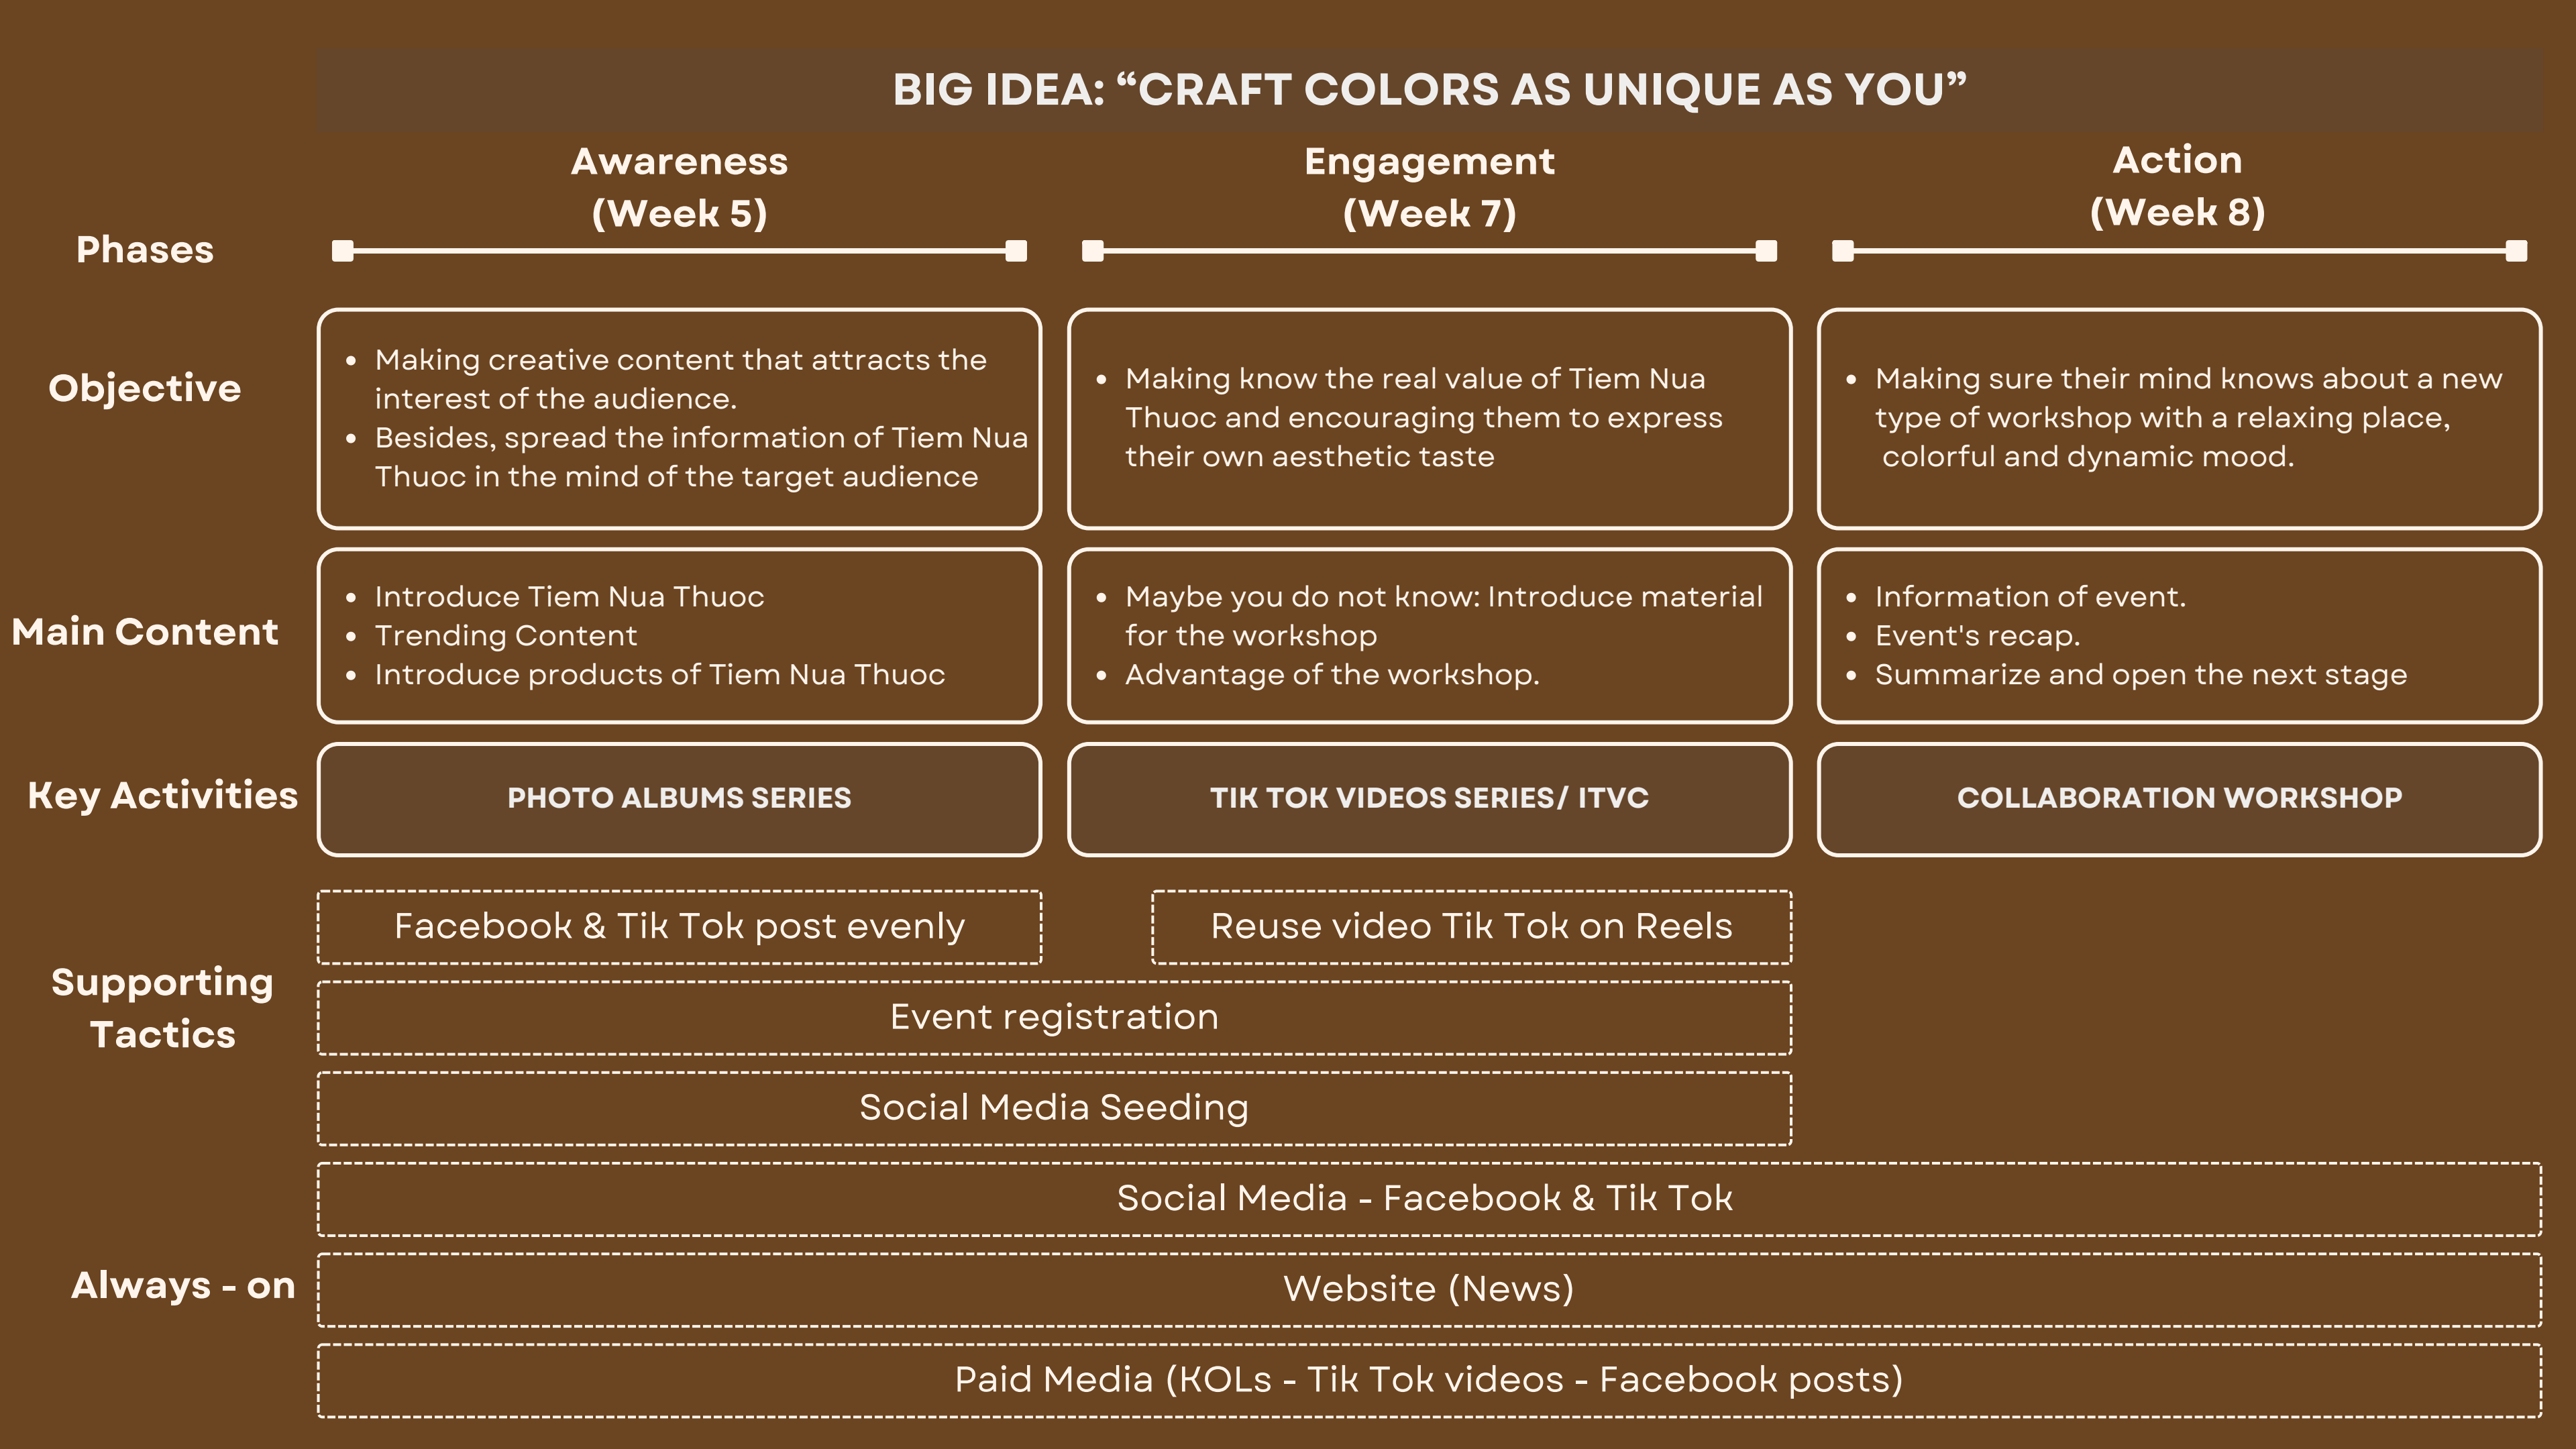 BIG IDEA: “CRAFT COLORS AS UNIQUE AS YOU”
Phases
Awareness
(Week 5)
Engagement
(Week 7)
Action
(Week 8)
Objective
• Making creative content that attracts the
interest of the audience.
• Besides, spread the information of Tiem Nua
Thuoc in the mind of the target audience
• Making know the real value of Tiem Nua
Thuoc and encouraging them to express
their own aesthetic taste
• Making sure their mind knows about a new
type of workshop with a relaxing place,
colorful and dynamic mood.
Main Content
• Introduce Tiem Nua Thuoc
• Trending Content
• Introduce products of Tiem Nua Thuoc
• Maybe you do not know: Introduce material
for the workshop
• Advantage of the workshop.
• Information of event.
• Event's recap.
• Summarize and open the next stage
Key Activities
PHOTO ALBUMS SERIES
TIK TOK VIDEOS SERIES/ ITVC
COLLABORATION WORKSHOP
Supporting
Tactics
Facebook & Tik Tok post evenly
Reuse video Tik Tok on Reels
Event registration
Social Media Seeding
Always - on
Social Media - Facebook & Tik Tok
Website (News)
Paid Media (KOLs - Tik Tok videos - Facebook posts)